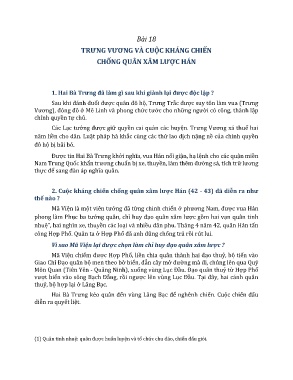 Bài 18
TRƯNG VƯƠNG VÀ CUỘC KHÁNG CHIẾN
CHỐNG QUÂN XÂM LƯỢC HÁN
1. Hai Bà Trưng đã làm gì sau khi giành lại được độc lập ?
Sau khi đánh đuổi được quân đô hộ, Trưng Trắc được suy tôn làm vua (Trưng
Vương), đóng đô ở Mê Linh và phong chức tước cho những người có công, thành lập
chính quyền tự chủ.
Các Lạc tướng được giữ quyền cai quản các huyện. Trưng Vương xá thuế hai
năm liền cho dân. Luật pháp hà khắc cùng các thứ lao dịch nặng nề của chính quyền
đô hộ bị bãi bỏ.
Được tin Hai Bà Trưng khởi nghĩa, vua Hán nổi giận, hạ lệnh cho các quận miền
Nam Trung Quốc khẩn trương chuẩn bị xe, thuyền, làm thêm đường sá, tích trữ lương
thực để sang đàn áp nghĩa quân.
2. Cuộc kháng chiến chống quân xâm lược Hán (42 - 43) đã diễn ra như
thế nào ?
Mã Viện là một viên tướng đã từng chinh chiến ở phương Nam, được vua Hán
phong làm Phục ba tướng quân, chỉ huy đạo quân xâm lược gồm hai vạn quân tinh
nhuệ", hai nghìn xe, thuyền các loại và nhiều dân phu. Tháng 4 năm 42, quân Hán tấn
công Hợp Phố. Quân ta ở Hợp Phố đã anh dũng chống trả rồi rút lui.
Vì sao Mã Viện lại được chọn làm chỉ huy đạo quân xâm lược ?
Mã Viện chiếm được Hợp Phố, liền chia quân thành hai đạo thuỷ, bộ tiến vào
Giao Chỉ Đạo quân bộ men theo bờ biển, đẵn cây mở đường mà đi, chúng lẻn qua Quỷ
Môn Quan (Tiên Yên - Quảng Ninh), xuống vùng Lục Đầu. Đạo quân thuỷ từ Hợp Phố
vượt biển vào sông Bạch Đằng, rồi ngược lên vùng Lục Đầu. Tại đây, hai cánh quân
thuỷ, bộ hợp lại ở Lãng Bạc.
Hai Bà Trưng kéo quân đến vùng Lãng Bạc để nghênh chiến. Cuộc chiến đấu
diễn ra quyết liệt.
(1) Quân tinh nhuệ: quân được huấn luyện và tổ chức chu đáo, chiến đấu giỏi.